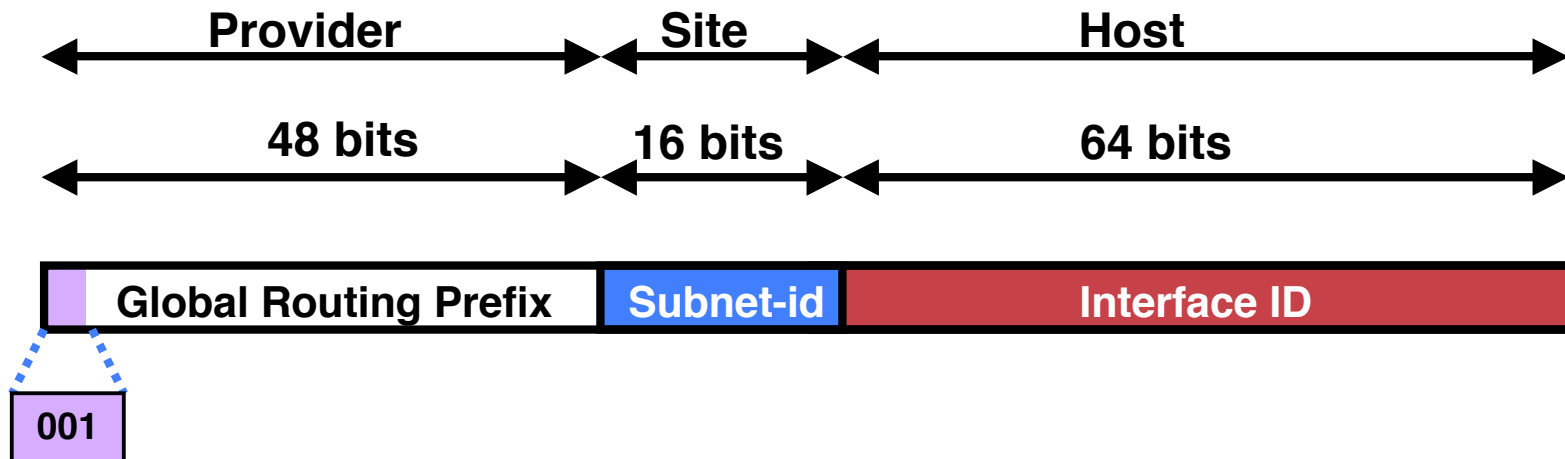 Provider Site Host
48 bits 16 bits 64 bits
Global Routing Prefix Subnet-id Interface ID
001